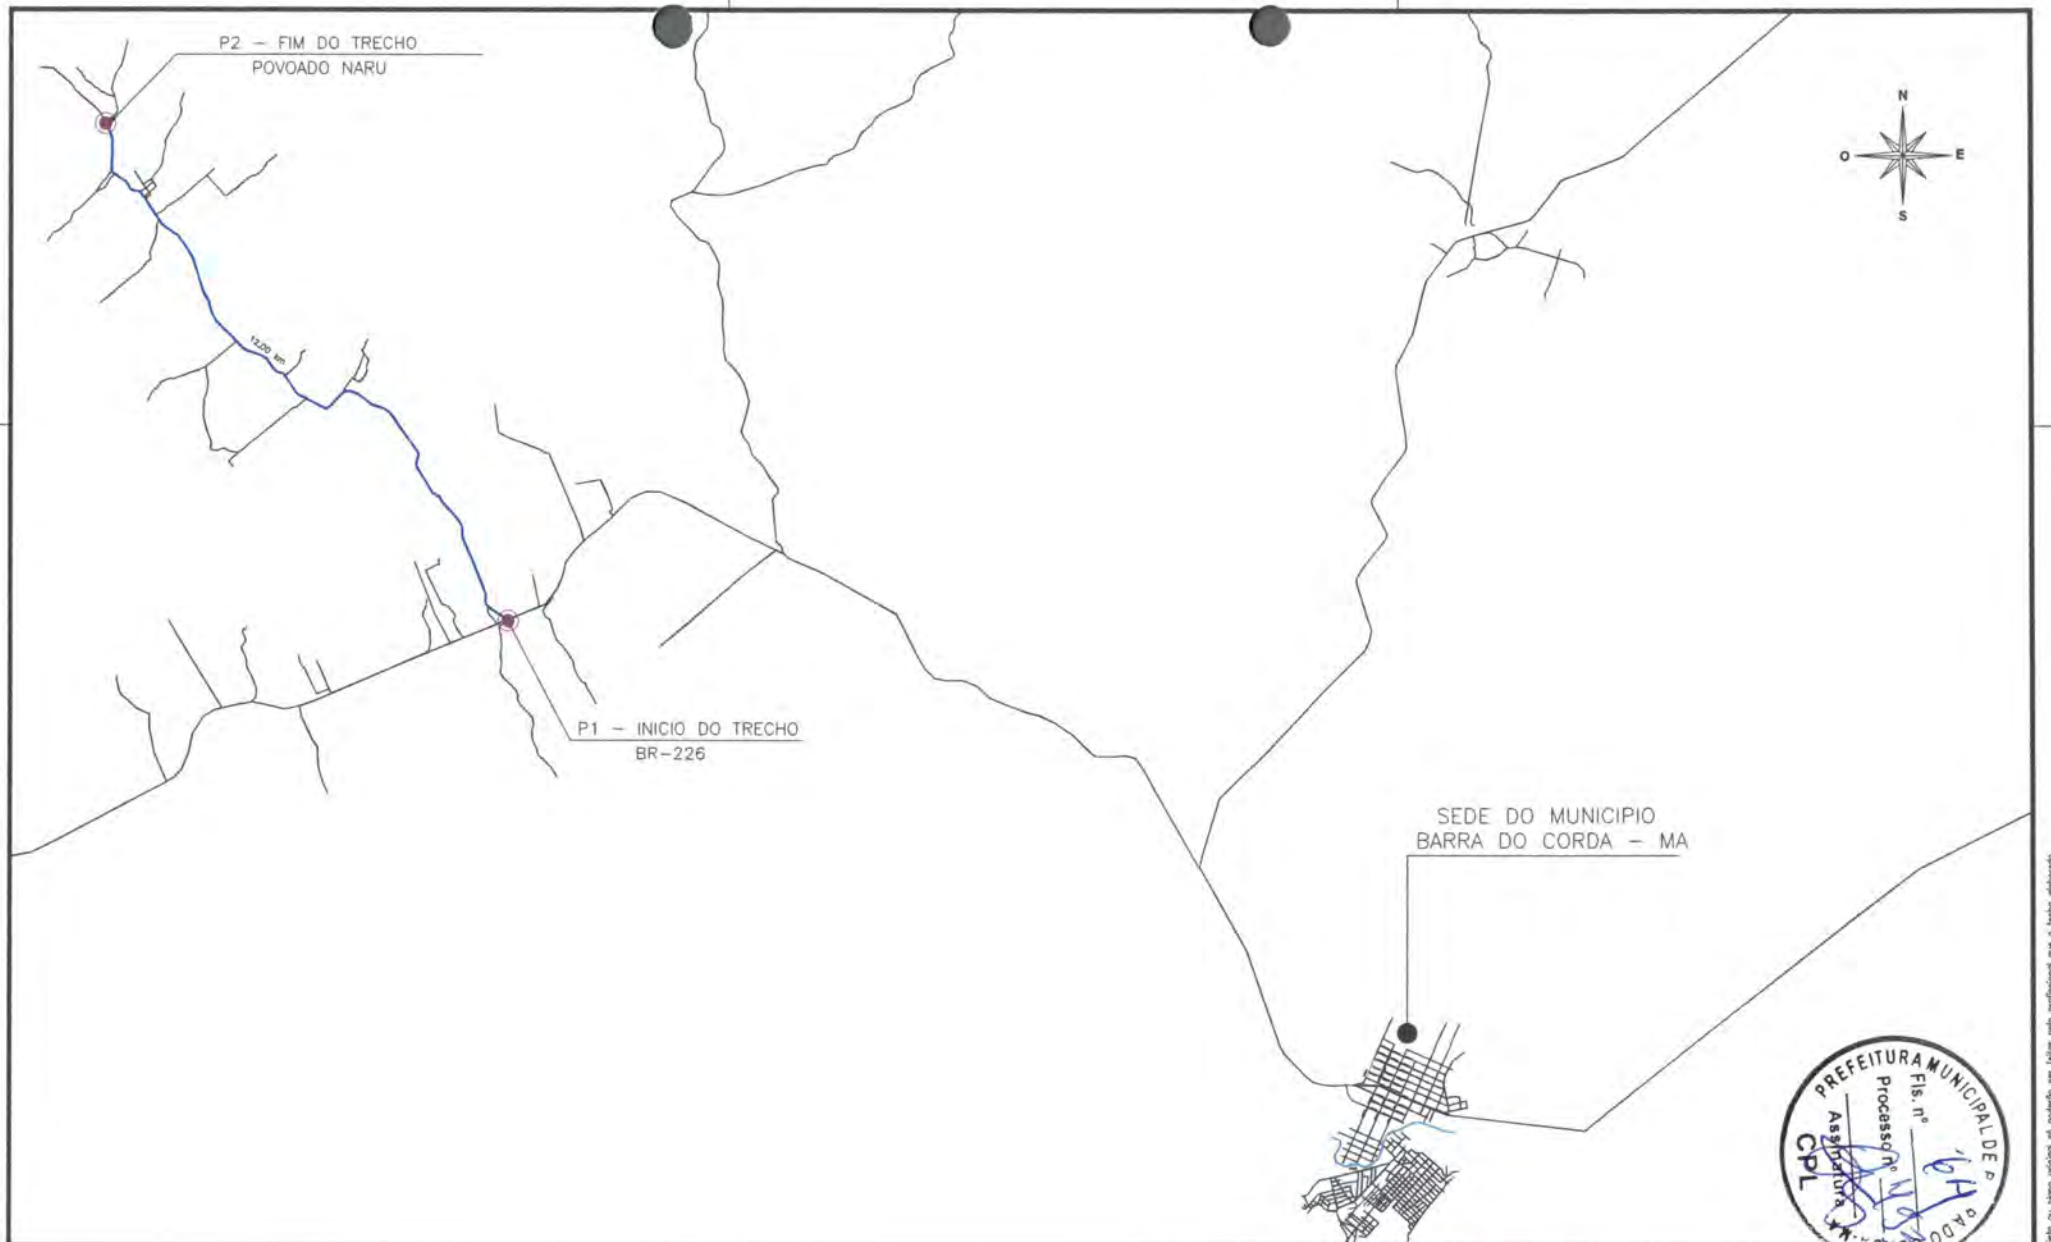 P2 - FIM DO TRECHO
POVOADO NARU
N
O
E
S
12,00 km
P1 - INICIO DO TRECHO
BR-226
SEDE DO MUNICIPIO
BARRA DO CORDA - MA
PREFEITURA MUNICIPAL DE
Fls. nº
Processo nº
Assinatura
CPL